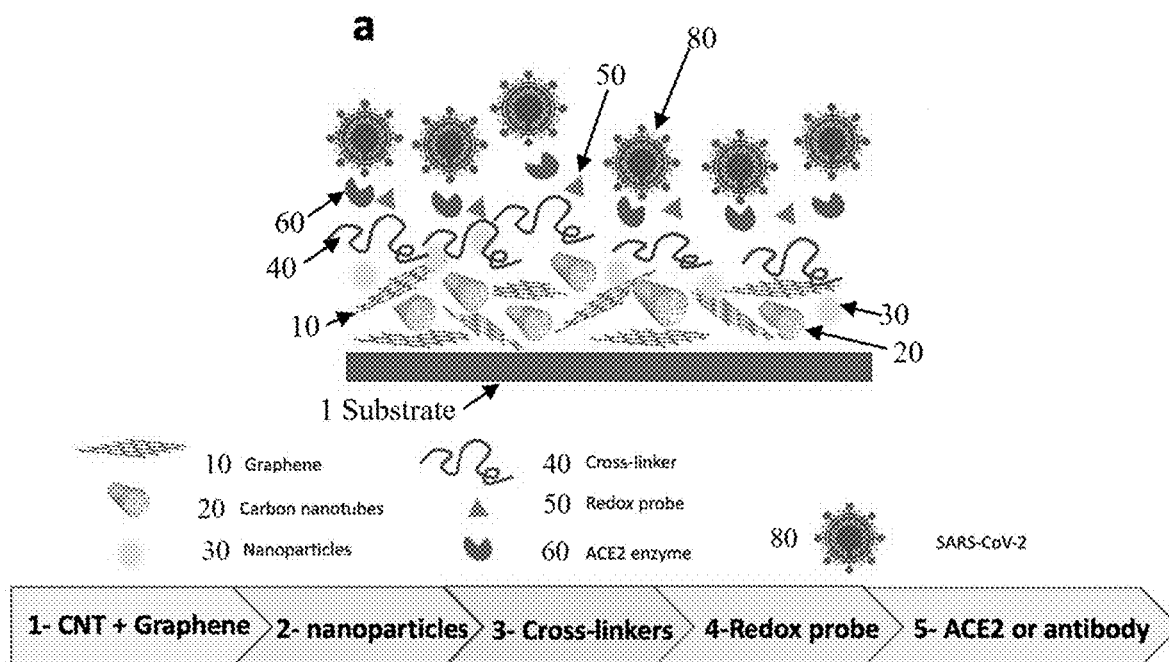 a
80
50
60
40
10
30
20
1 Substrate
10 Graphene
40 Cross-linker
20 Carbon nanotubes
50 Redox probe
30 Nanoparticles
60 ACE2 enzyme
80 SARS-CoV-2
1- CNT + Graphene 2- nanoparticles 3- Cross-linkers 4-Redox probe 5- ACE2 or antibody